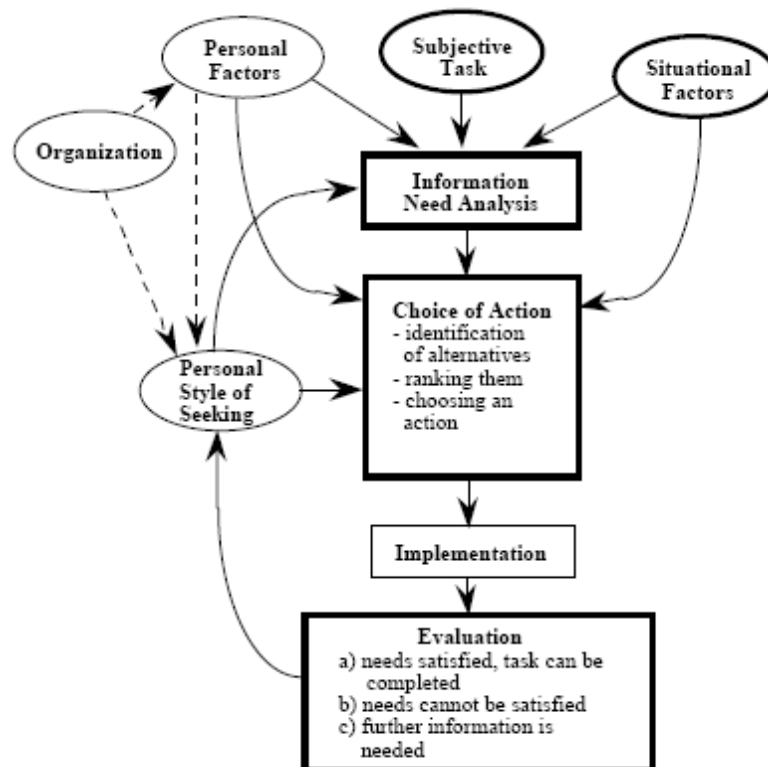 Personal
Factors
Subjective
Task
Situational
Factors
Organization
Information
Need Analysis
Choice of Action
- identification
of alternatives
- ranking them
- choosing an
action
Personal
Style of
Seeking
Implementation
Evaluation
a) needs satisfied, task can be
completed
b) needs cannot be satisfied
c) further information is
needed